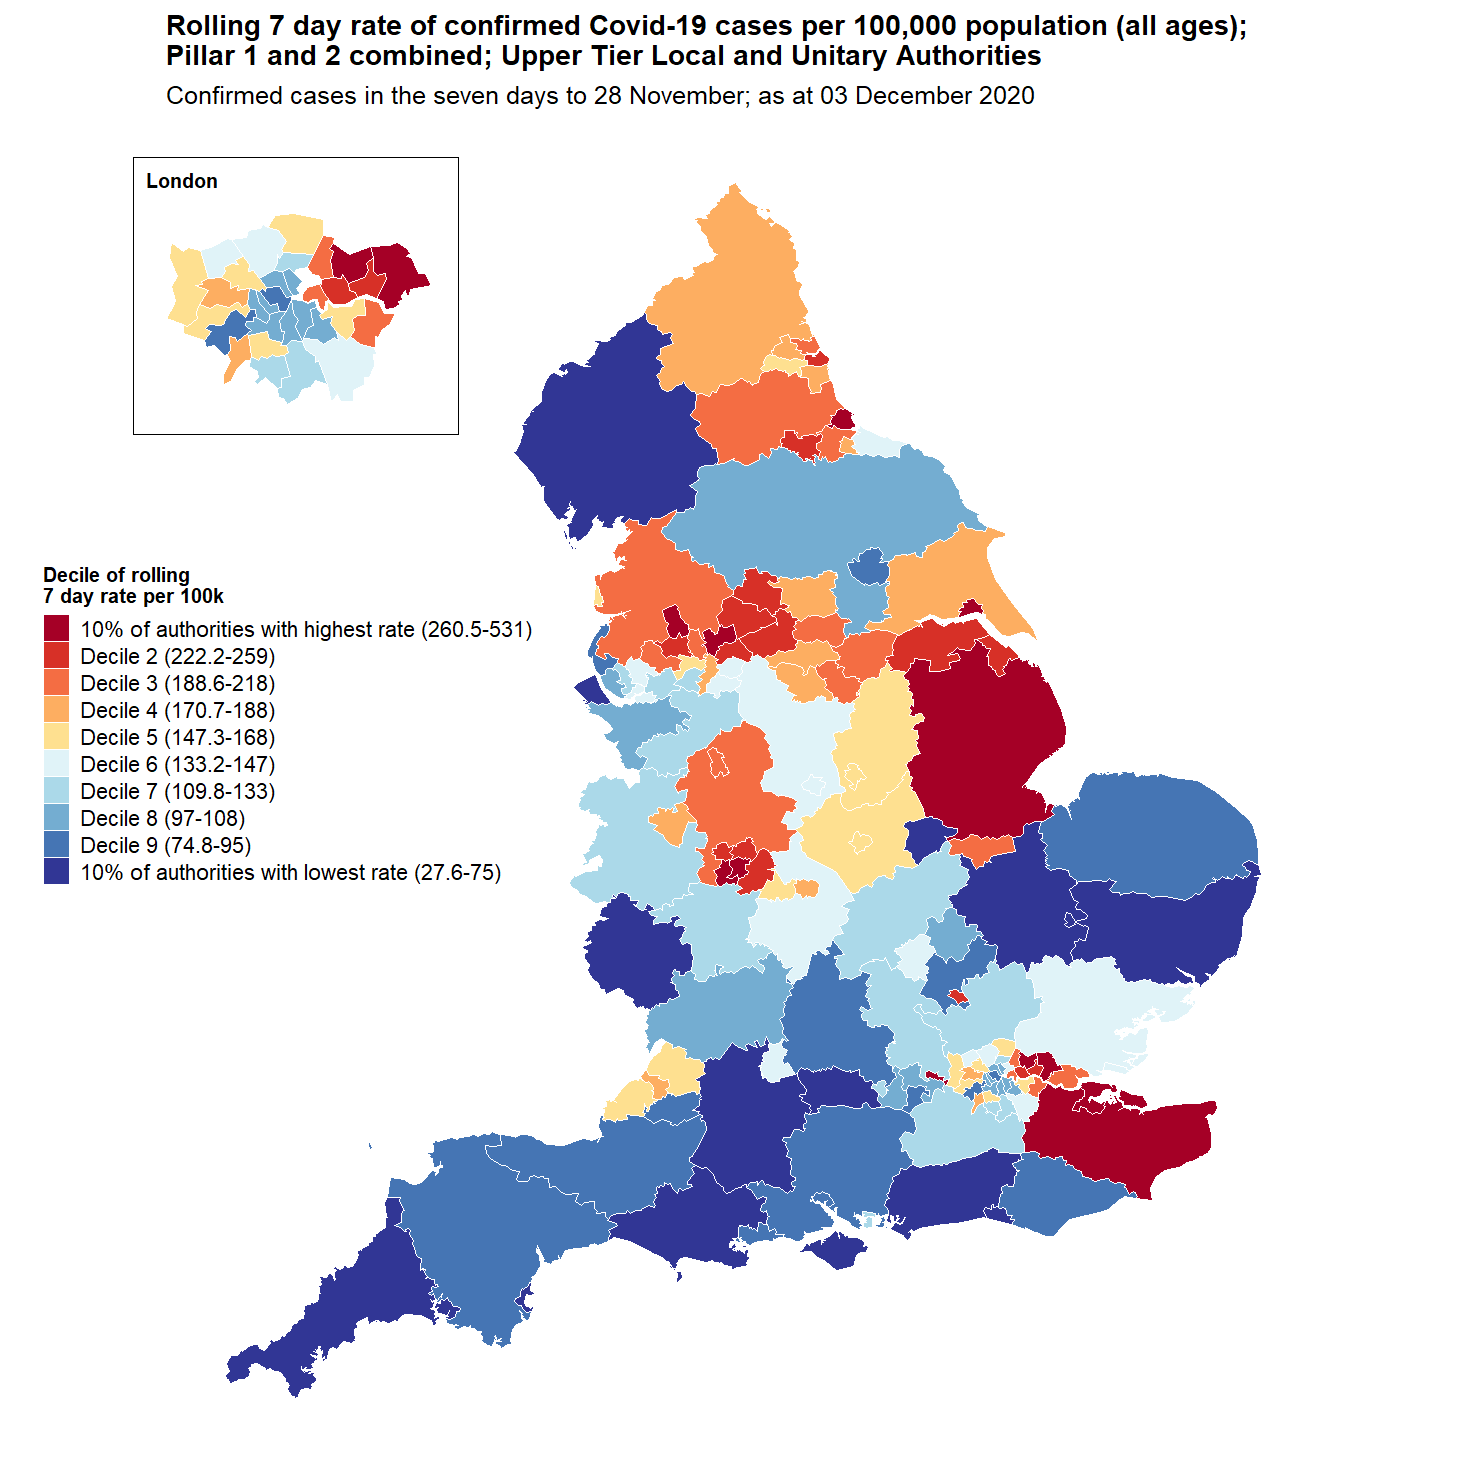 Rolling 7 day rate of confirmed Covid-19 cases per 100,000 population (all ages);
Pillar 1 and 2 combined; Upper Tier Local and Unitary Authorities
Confirmed cases in the seven days to 28 November; as at 03 December 2020
London
Decile of rolling
7 day rate per 100k
10% of authorities with highest rate (260.5-531)
Decile 2 (222.2-259)
Decile 3 (188.6-218)
Decile 4 (170.7-188)
Decile 5 (147.3-168)
Decile 6 (133.2-147)
Decile 7 (109.8-133)
Decile 8 (97-108)
Decile 9 (74.8-95)
10% of authorities with lowest rate (27.6-75)